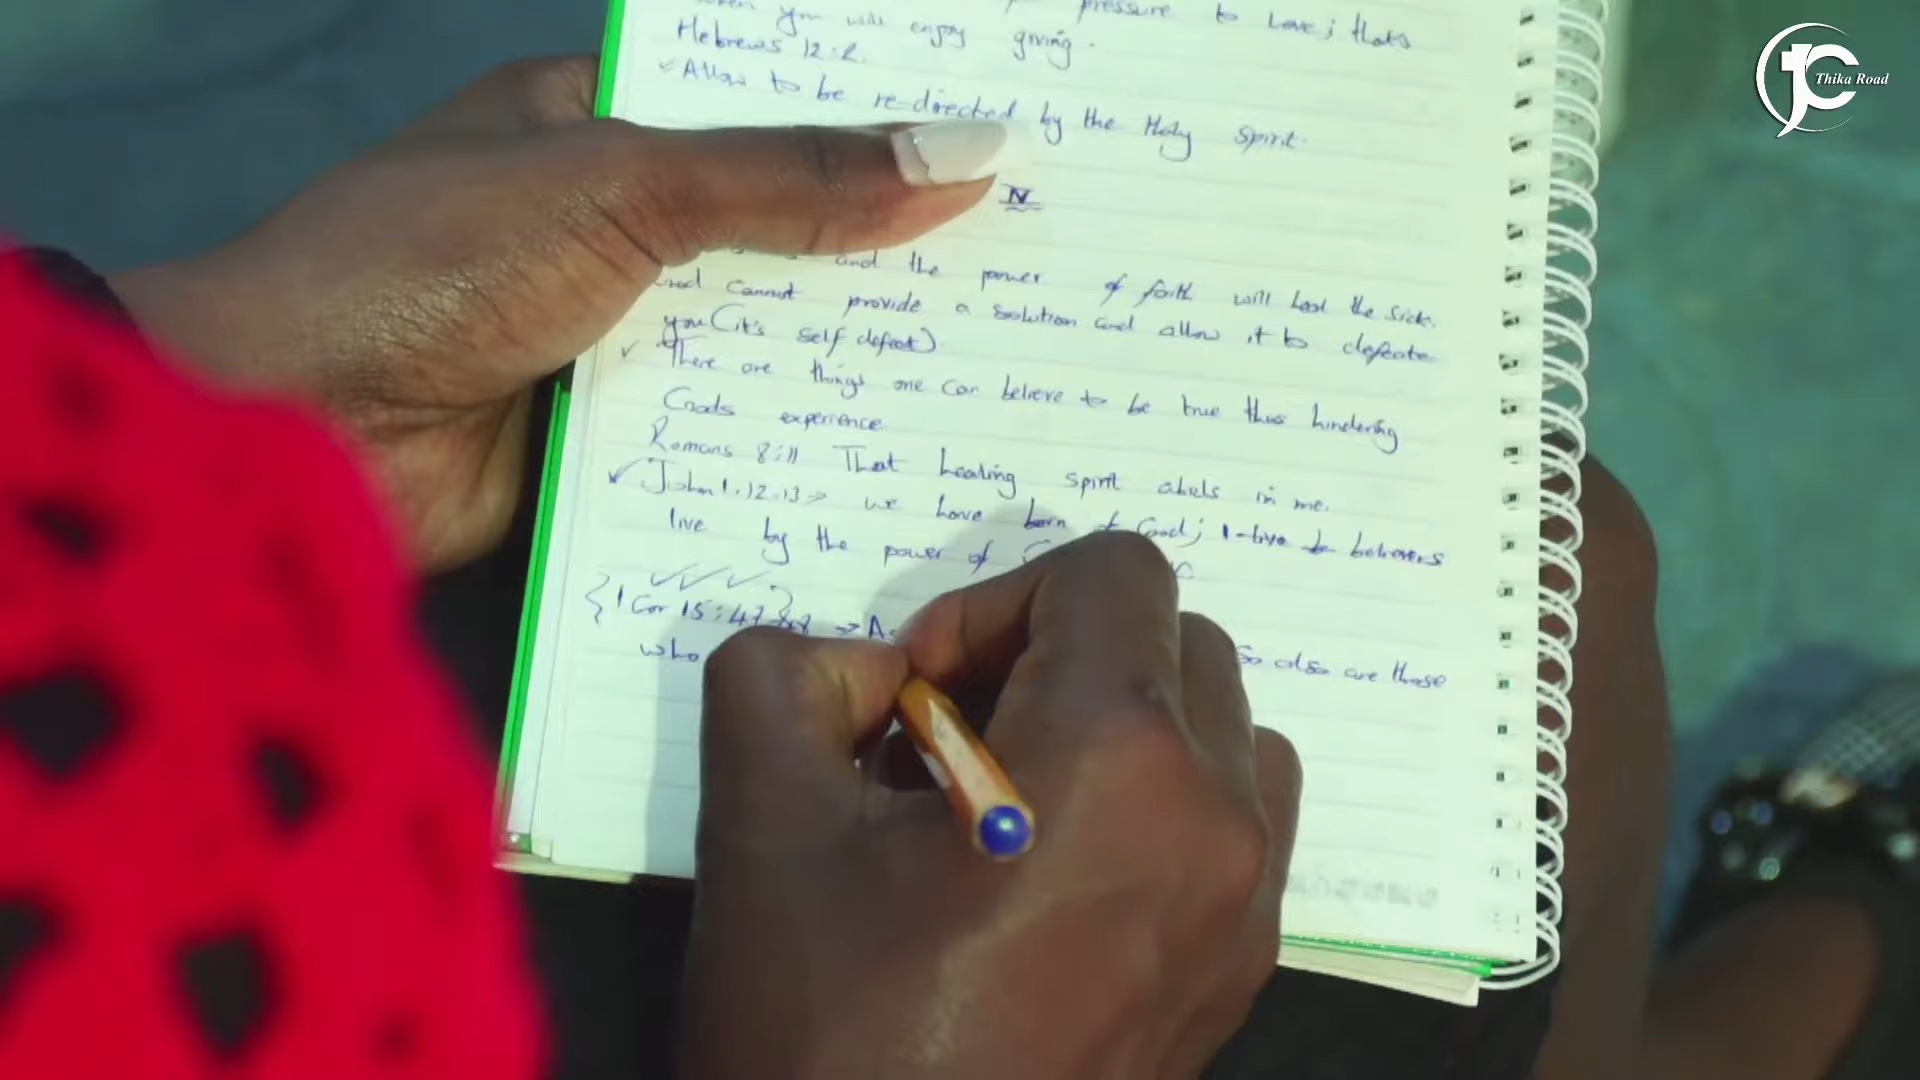 pressure to Love; thats
when you will enjoy giving.
Hebrews 12:2.
✓ Allow to be re-directed by the Holy Spirit.
N
and the power of faith will heal the sick.
cannot provide a solution and allow it to defeate
you (it's self defeat)
✓ There are things one can believe to be true thus hindering
Gods experience
Romans 8:11 That healing spirit abids in me.
✓ John 1:12-13 → we have born of God; believers
live by the power of
{ 1 Cor 15:47-48 } →
who so also are those
JC
Thika Road